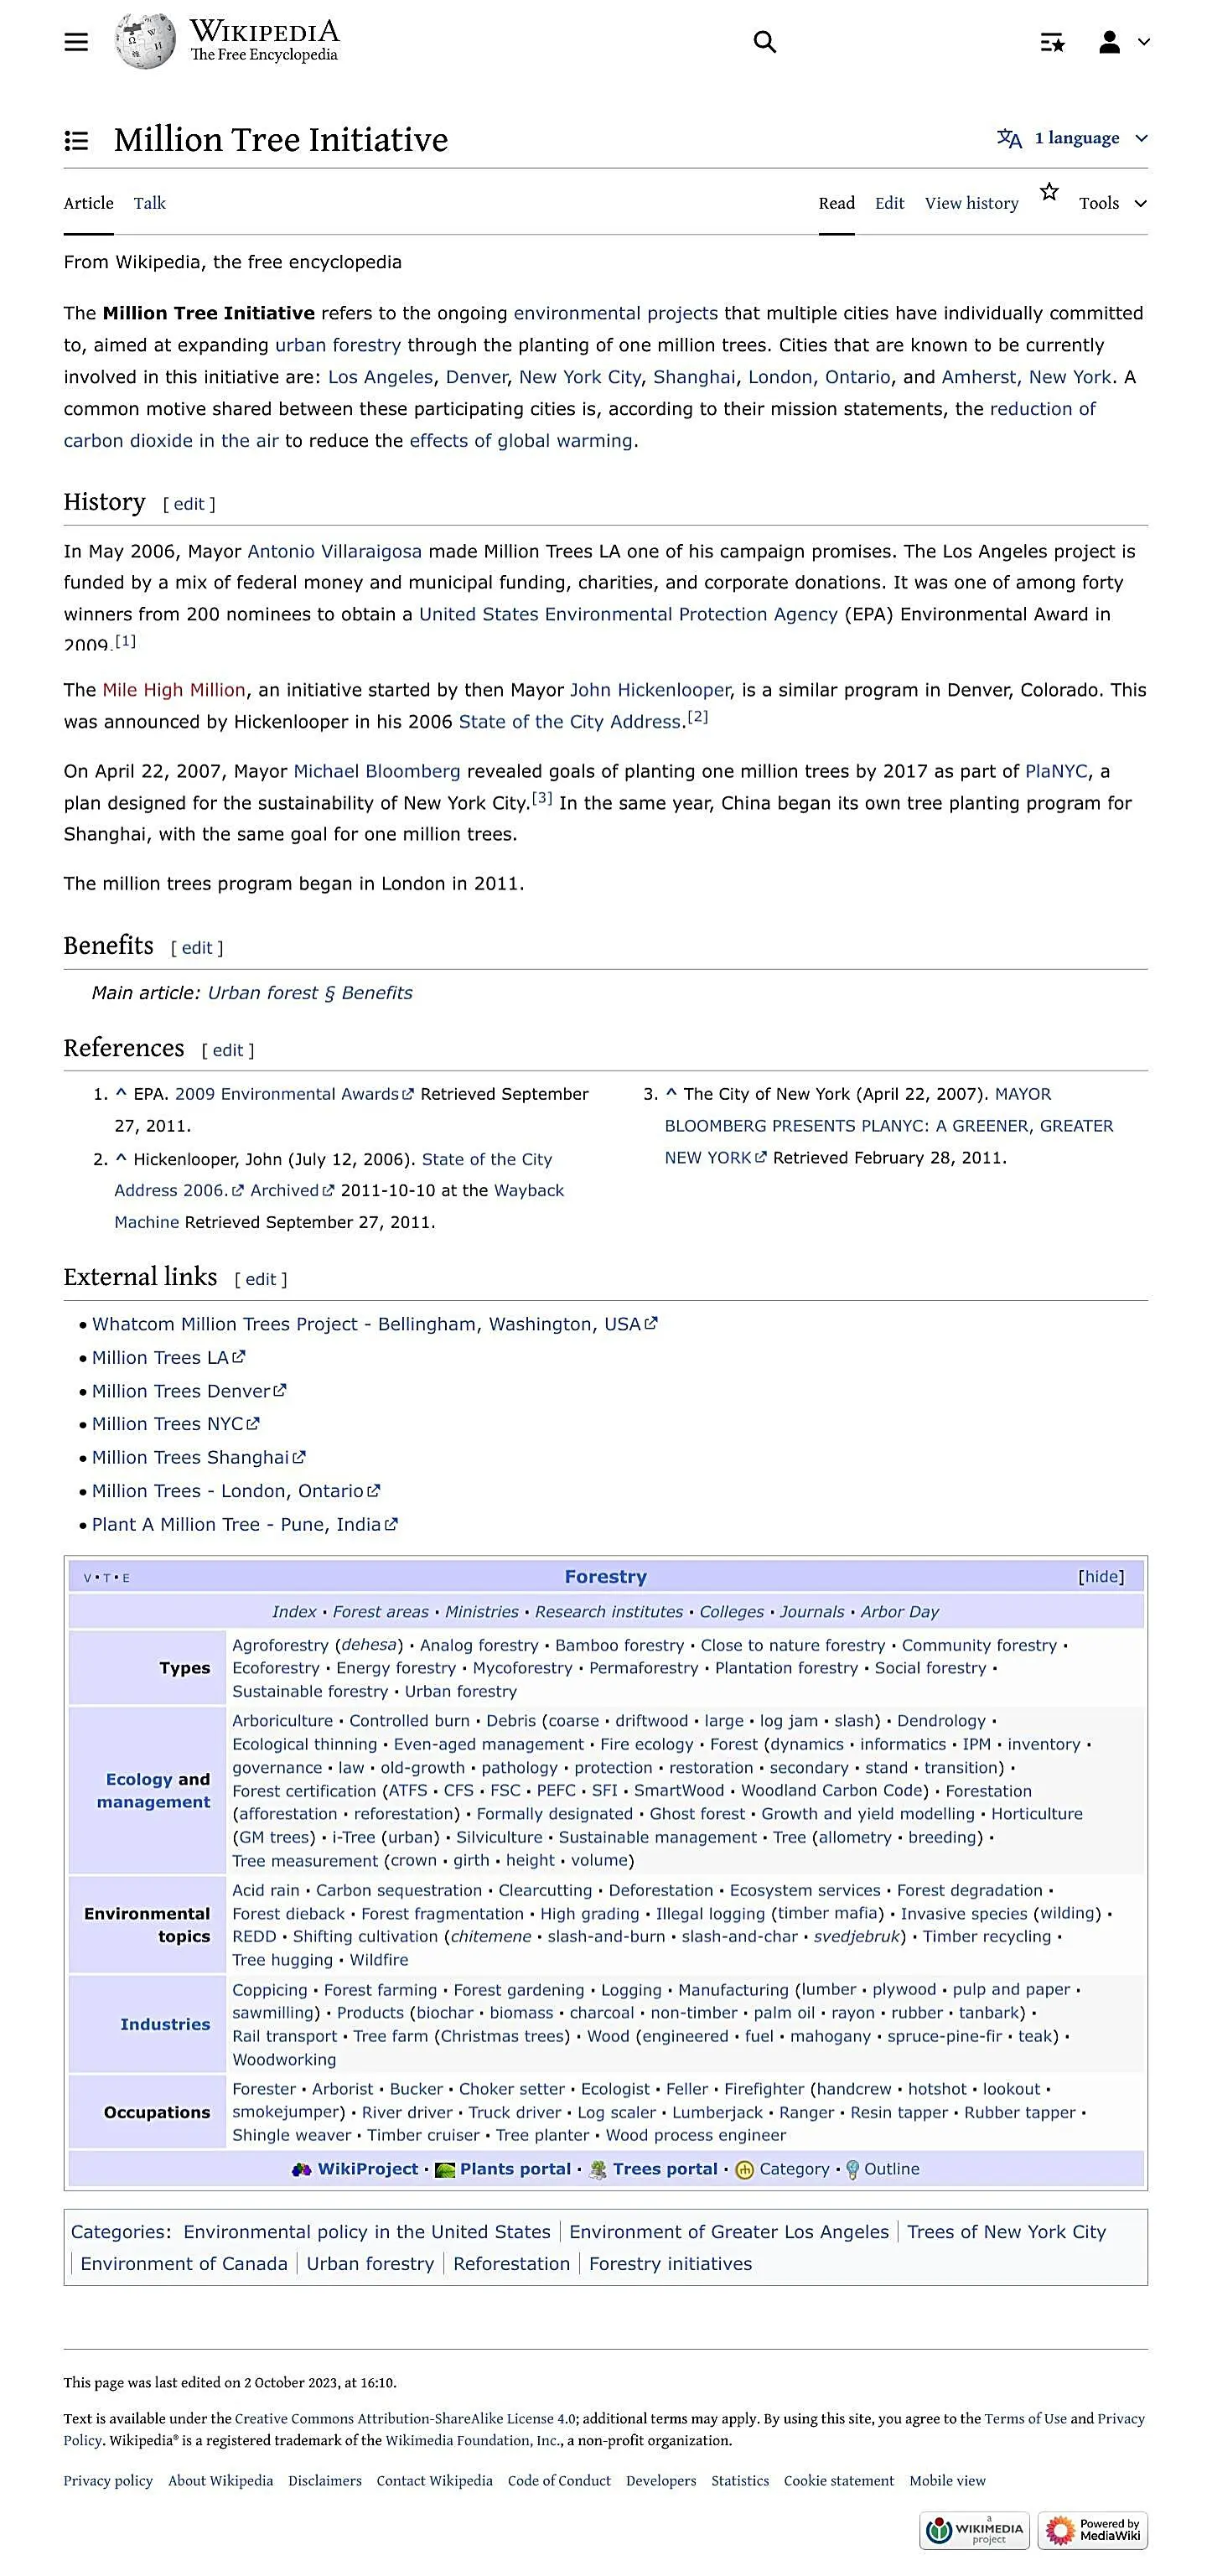 WIKIPEDIA
The Free Encyclopedia
Million Tree Initiative
1 language
Article Talk
Read Edit View history Tools
From Wikipedia, the free encyclopedia
The Million Tree Initiative refers to the ongoing environmental projects that multiple cities have individually committed
to, aimed at expanding urban forestry through the planting of one million trees. Cities that are known to be currently
involved in this initiative are: Los Angeles, Denver, New York City, Shanghai, London, Ontario, and Amherst, New York. A
common motive shared between these participating cities is, according to their mission statements, the reduction of
carbon dioxide in the air to reduce the effects of global warming.
History [ edit ]
In May 2006, Mayor Antonio Villaraigosa made Million Trees LA one of his campaign promises. The Los Angeles project is
funded by a mix of federal money and municipal funding, charities, and corporate donations. It was one of among forty
winners from 200 nominees to obtain a United States Environmental Protection Agency (EPA) Environmental Award in
2009.[1]
The Mile High Million, an initiative started by then Mayor John Hickenlooper, is a similar program in Denver, Colorado. This
was announced by Hickenlooper in his 2006 State of the City Address.[2]
On April 22, 2007, Mayor Michael Bloomberg revealed goals of planting one million trees by 2017 as part of PlaNYC, a
plan designed for the sustainability of New York City.[3] In the same year, China began its own tree planting program for
Shanghai, with the same goal for one million trees.
The million trees program began in London in 2011.
Benefits [ edit ]
Main article: Urban forest § Benefits
References [ edit ]
1. ^ EPA. 2009 Environmental Awards Retrieved September
27, 2011.
2. ^ Hickenlooper, John (July 12, 2006). State of the City
Address 2006. Archived 2011-10-10 at the Wayback
Machine Retrieved September 27, 2011.
3. ^ The City of New York (April 22, 2007). MAYOR
BLOOMBERG PRESENTS PLANYC: A GREENER, GREATER
NEW YORK Retrieved February 28, 2011.
External links [ edit ]
• Whatcom Million Trees Project - Bellingham, Washington, USA
• Million Trees LA
• Million Trees Denver
• Million Trees NYC
• Million Trees Shanghai
• Million Trees - London, Ontario
• Plant A Million Tree - Pune, India
V • T • E Forestry [hide]
Index • Forest areas • Ministries • Research institutes • Colleges • Journals • Arbor Day
Types
Agroforestry (dehesa) • Analog forestry • Bamboo forestry • Close to nature forestry • Community forestry •
Ecoforestry • Energy forestry • Mycoforestry • Permaforestry • Plantation forestry • Social forestry •
Sustainable forestry • Urban forestry
Ecology and
management
Arboriculture • Controlled burn • Debris (coarse • driftwood • large • log jam • slash) • Dendrology •
Ecological thinning • Even-aged management • Fire ecology • Forest (dynamics • informatics • IPM • inventory •
governance • law • old-growth • pathology • protection • restoration • secondary • stand • transition) •
Forest certification (ATFS • CFS • FSC • PEFC • SFI • SmartWood • Woodland Carbon Code) • Forestation
(afforestation • reforestation) • Formally designated • Ghost forest • Growth and yield modelling • Horticulture
(GM trees) • i-Tree (urban) • Silviculture • Sustainable management • Tree (allometry • breeding) •
Tree measurement (crown • girth • height • volume)
Environmental
topics
Acid rain • Carbon sequestration • Clearcutting • Deforestation • Ecosystem services • Forest degradation •
Forest dieback • Forest fragmentation • High grading • Illegal logging (timber mafia) • Invasive species (wilding) •
REDD • Shifting cultivation (chitemene • slash-and-burn • slash-and-char • svedjebruk) • Timber recycling •
Tree hugging • Wildfire
Industries
Coppicing • Forest farming • Forest gardening • Logging • Manufacturing (lumber • plywood • pulp and paper •
sawmilling) • Products (biochar • biomass • charcoal • non-timber • palm oil • rayon • rubber • tanbark) •
Rail transport • Tree farm (Christmas trees) • Wood (engineered • fuel • mahogany • spruce-pine-fir • teak) •
Woodworking
Occupations
Forester • Arborist • Bucker • Choker setter • Ecologist • Feller • Firefighter (handcrew • hotshot • lookout •
smokejumper) • River driver • Truck driver • Log scaler • Lumberjack • Ranger • Resin tapper • Rubber tapper •
Shingle weaver • Timber cruiser • Tree planter • Wood process engineer
WikiProject • Plants portal • Trees portal • Category • Outline
Categories: Environmental policy in the United States | Environment of Greater Los Angeles | Trees of New York City
| Environment of Canada | Urban forestry | Reforestation | Forestry initiatives
This page was last edited on 2 October 2023, at 16:10.
Text is available under the Creative Commons Attribution-ShareAlike License 4.0; additional terms may apply. By using this site, you agree to the Terms of Use and Privacy
Policy. Wikipedia® is a registered trademark of the Wikimedia Foundation, Inc., a non-profit organization.
Privacy policy About Wikipedia Disclaimers Contact Wikipedia Code of Conduct Developers Statistics Cookie statement Mobile view
a
WIKIMEDIA
project
Powered by
MediaWiki